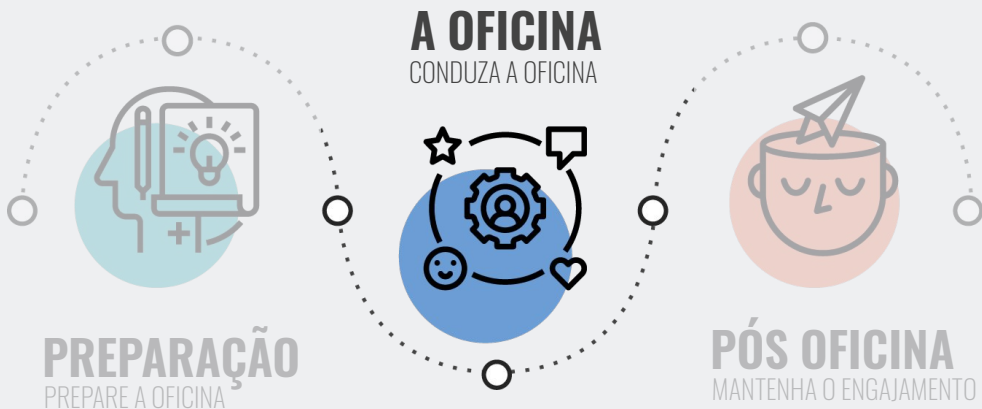 A OFICINA
CONDUZA A OFICINA
PREPARAÇÃO
PREPARE A OFICINA
PÓS OFICINA
MANTENHA O ENGAJAMENTO